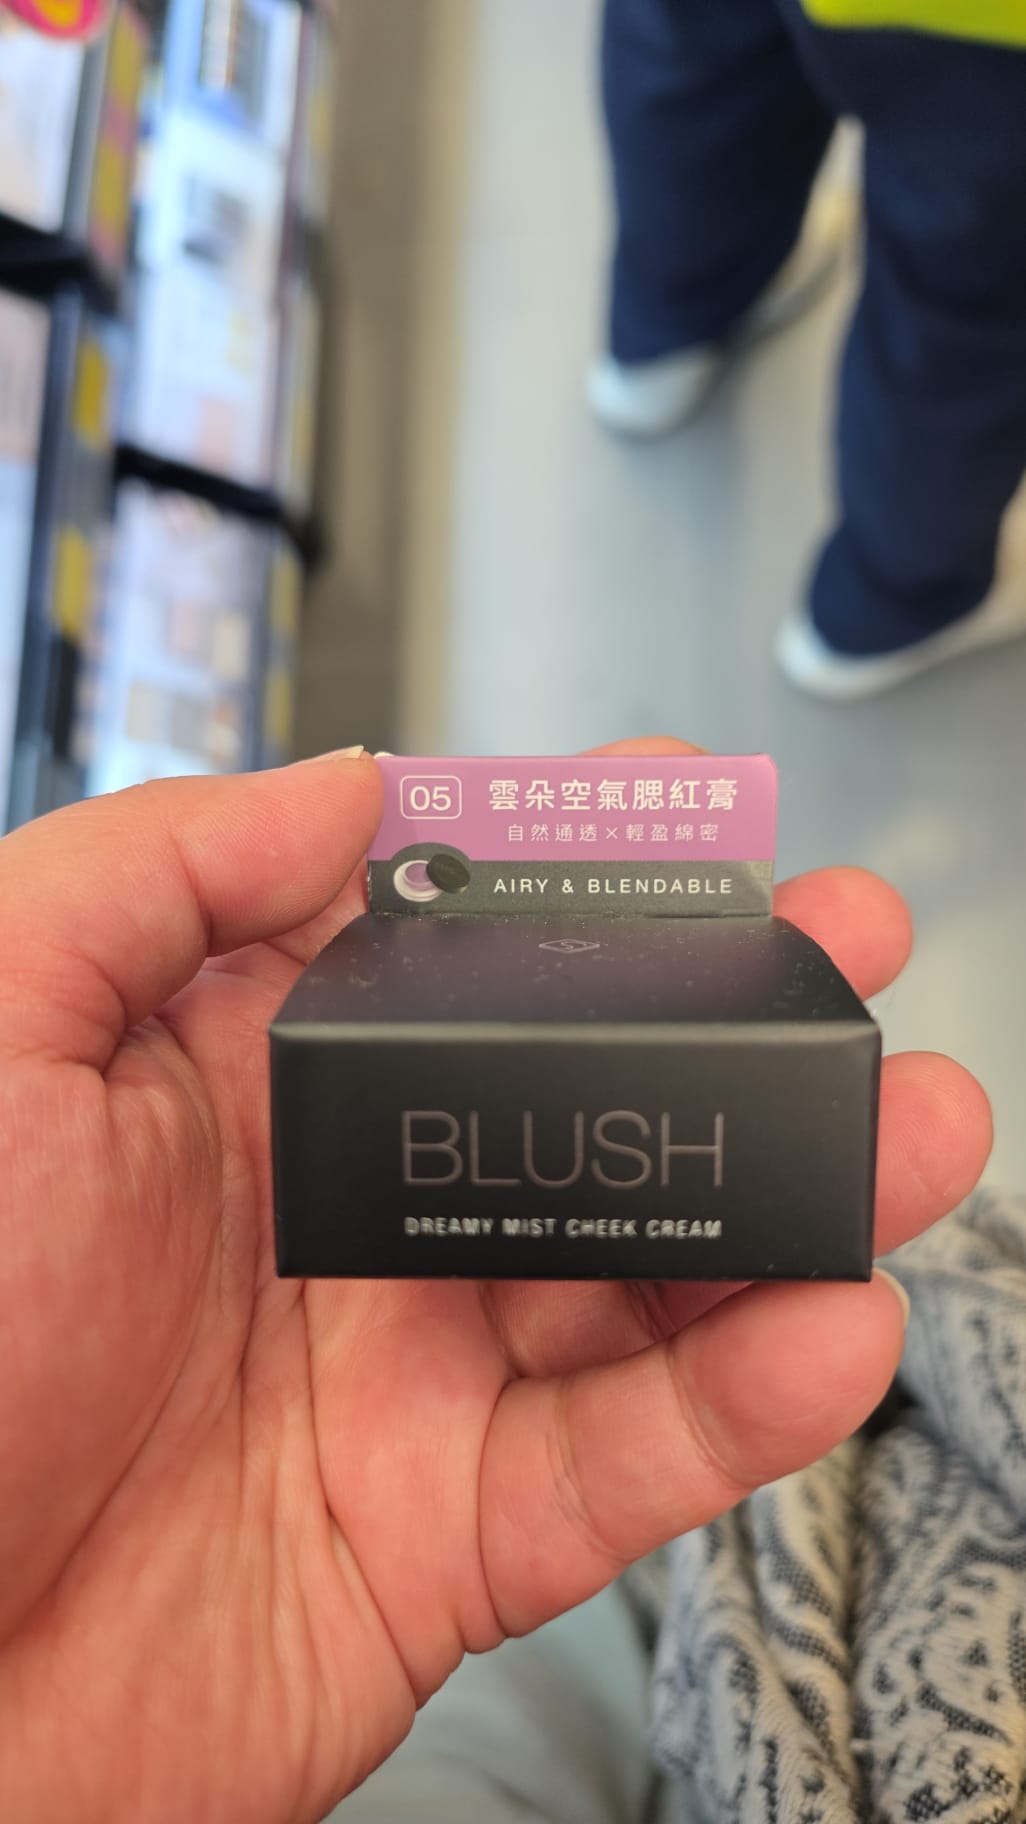 05 雲朵空氣腮紅膏
自然通透×輕盈綿密
AIRY & BLENDABLE
BLUSH
DREAMY MIST CHEEK CREAM